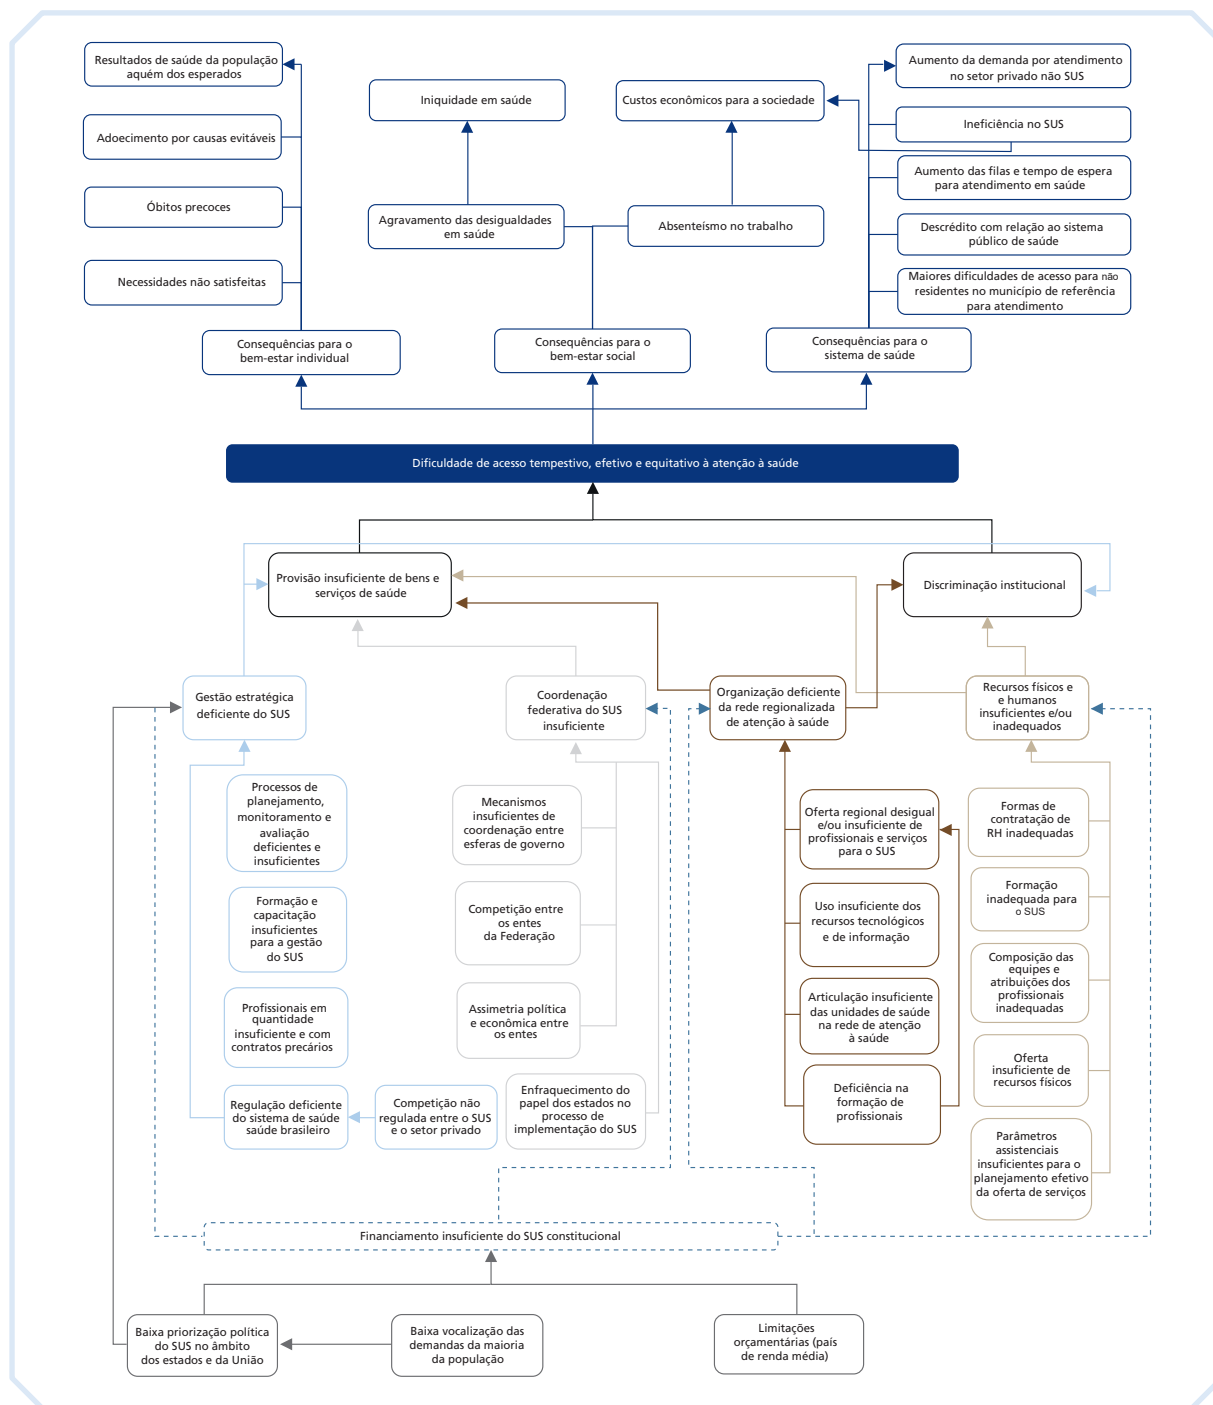 Resultados de saúde da população
aquém dos esperados
Adoecimento por causas evitáveis
Óbitos precoces
Necessidades não satisfeitas
Iniquidade em saúde
Custos econômicos para a sociedade
Agravamento das desigualdades
em saúde
Absenteísmo no trabalho
Aumento da demanda por atendimento
no setor privado não SUS
Ineficiência no SUS
Aumento das filas e tempo de espera
para atendimento em saúde
Descrédito com relação ao sistema
público de saúde
Maiores dificuldades de acesso para não
residentes no município de referência
para atendimento
Consequências para o
bem-estar individual
Consequências para o
bem-estar social
Consequências para o
sistema de saúde
Dificuldade de acesso tempestivo, efetivo e equitativo à atenção à saúde
Provisão insuficiente de bens e
serviços de saúde
Discriminação institucional
Gestão estratégica
deficiente do SUS
Coordenação
federativa do SUS
insuficiente
Organização deficiente
da rede regionalizada
de atenção à saúde
Recursos físicos e
e humanos
insuficientes e/ou
inadequados
Processos de
planejamento,
monitoramento e
avaliação
deficientes e
insuficientes
Formação e
capacitação
insuficientes
para a gestão
do SUS
Profissionais em
quantidade
insuficiente e com
contratos precários
Regulação deficiente
do sistema de saúde
saúde brasileiro
Competição não
regulada entre o SUS
e o setor privado
Mecanismos
insuficientes de
coordenação entre
esferas de governo
Competição entre
os entes
da Federação
Assimetria política
e econômica entre
os entes
Enfraquecimento do
papel dos estados no
processo de
implementação do SUS
Oferta regional desigual
e/ou insuficiente de
profissionais e serviços
para o SUS
Uso insuficiente dos
recursos tecnológicos
e de informação
Articulação insuficiente
das unidades de saúde
na rede de atenção
à saúde
Deficiência na
formação de
profissionais
Formas de
contratação de
RH inadequadas
Formação
inadequada para
o SUS
Composição das
equipes e
atribuições dos
profissionais
inadequadas
Oferta
insuficiente de
recursos físicos
Parâmetros
assistenciais
insuficientes para o
planejamento efetivo
da oferta de serviços
Financiamento insuficiente do SUS constitucional
Baixa priorização política
do SUS no âmbito
dos estados e da União
Baixa vocalização das
demandas da maioria
da população
Limitações
orçamentárias (país
de renda média)